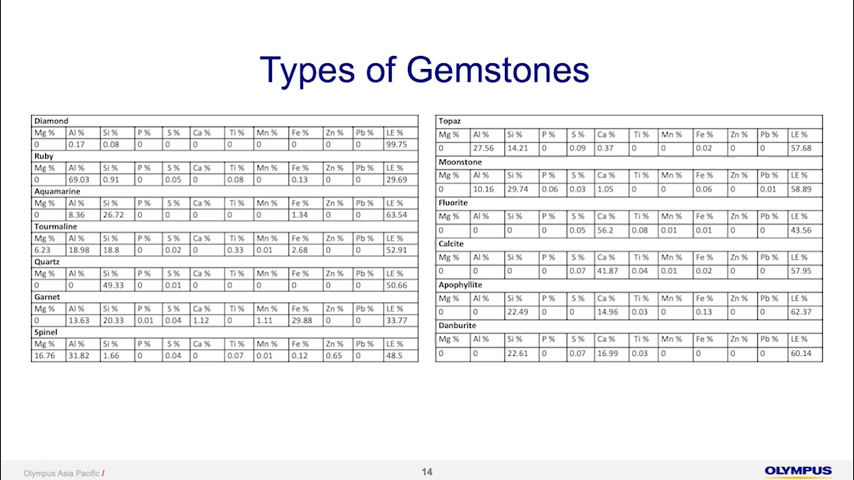 Types of Gemstones
Diamond
Mg % Al % Si % P % S % Ca % Ti % Mn % Fe % Zn % Pb % LE %
0 0.17 0.08 0 0 0 0 0 0 0 0 99.75
Ruby
Mg % Al % Si % P % S % Ca % Ti % Mn % Fe % Zn % Pb % LE %
0 69.03 0.91 0 0.05 0 0.08 0 0.13 0 0 29.69
Aquamarine
Mg % Al % Si % P % S % Ca % Ti % Mn % Fe % Zn % Pb % LE %
0 8.36 26.72 0 0 0 0 0 1.34 0 0 63.54
Tourmaline
Mg % Al % Si % P % S % Ca % Ti % Mn % Fe % Zn % Pb % LE %
6.23 18.98 18.8 0 0.02 0 0.33 0.01 2.68 0 0 52.91
Quartz
Mg % Al % Si % P % S % Ca % Ti % Mn % Fe % Zn % Pb % LE %
0 0 49.33 0 0.01 0 0 0 0 0 0 50.66
Garnet
Mg % Al % Si % P % S % Ca % Ti % Mn % Fe % Zn % Pb % LE %
0 13.63 20.33 0.01 0.04 1.12 0 1.11 29.88 0 0 33.77
Spinel
Mg % Al % Si % P % S % Ca % Ti % Mn % Fe % Zn % Pb % LE %
16.76 31.82 1.66 0 0.04 0 0.07 0.01 0.12 0.65 0 48.5
Topaz
Mg % Al % Si % P % S % Ca % Ti % Mn % Fe % Zn % Pb % LE %
0 27.56 14.21 0 0.09 0.37 0 0 0.02 0 0 57.68
Moonstone
Mg % Al % Si % P % S % Ca % Ti % Mn % Fe % Zn % Pb % LE %
0 10.16 29.74 0.06 0.03 1.05 0 0 0.06 0 0.01 58.89
Fluorite
Mg % Al % Si % P % S % Ca % Ti % Mn % Fe % Zn % Pb % LE %
0 0 0 0 0.05 56.2 0.08 0.01 0.01 0 0 43.56
Calcite
Mg % Al % Si % P % S % Ca % Ti % Mn % Fe % Zn % Pb % LE %
0 0 0 0 0.07 41.87 0.04 0.01 0.02 0 0 57.95
Apophyllite
Mg % Al % Si % P % S % Ca % Ti % Mn % Fe % Zn % Pb % LE %
0 0 22.49 0 0 14.96 0.03 0 0.13 0 0 62.37
Danburite
Mg % Al % Si % P % S % Ca % Ti % Mn % Fe % Zn % Pb % LE %
0 0 22.61 0 0.07 16.99 0.03 0 0 0 0 60.14
Olympus Asia Pacific /
14
OLYMPUS